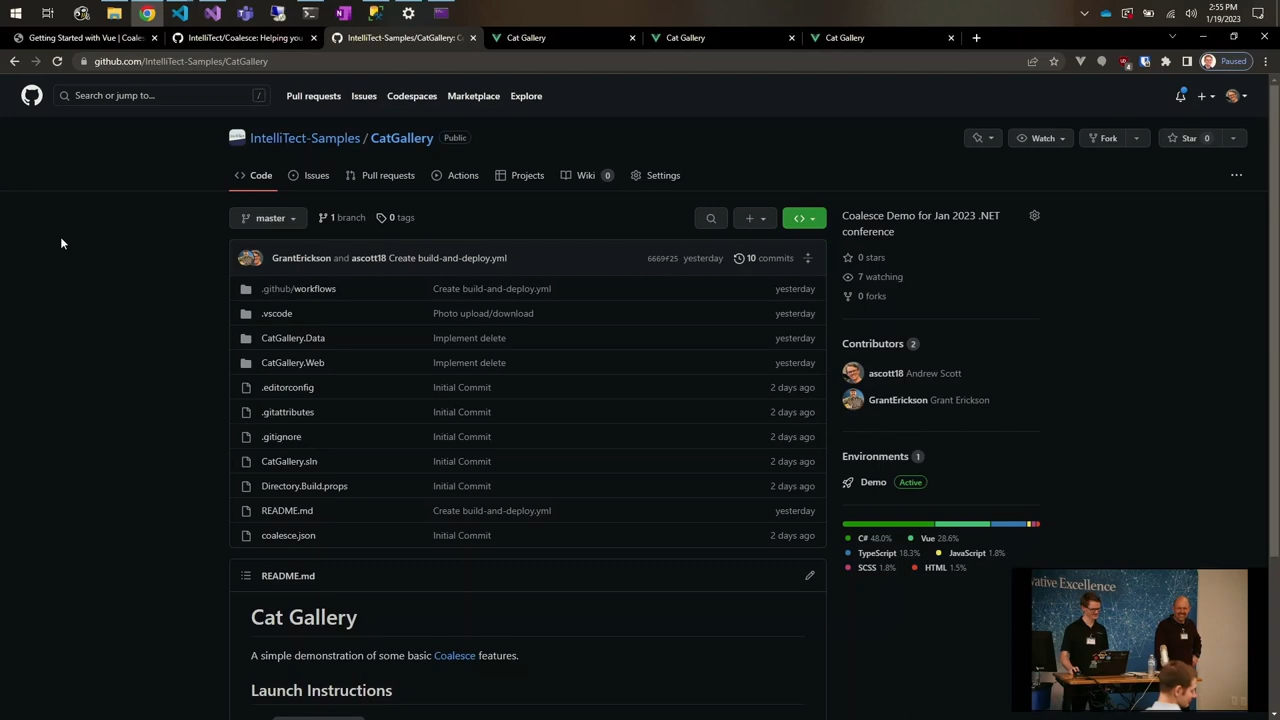 2:55 PM
1/19/2023
Getting Started with Vue | Coales
IntelliTect/Coalesce: Helping you
IntelliTect-Samples/CatGallery: C
Cat Gallery
Cat Gallery
Cat Gallery
github.com/IntelliTect-Samples/CatGallery
4
Paused
Search or jump to...
/
Pull requests
Issues
Codespaces
Marketplace
Explore
IntelliTect-Samples / CatGallery
Public
Watch
Fork
Star 0
Code
Issues
Pull requests
Actions
Projects
Wiki 0
Settings
master
1 branch
0 tags
GrantErickson and ascott18 Create build-and-deploy.yml
6669f25 yesterday
10 commits
.github/workflows Create build-and-deploy.yml yesterday
.vscode Photo upload/download yesterday
CatGallery.Data Implement delete yesterday
CatGallery.Web Implement delete yesterday
.editorconfig Initial Commit 2 days ago
.gitattributes Initial Commit 2 days ago
.gitignore Initial Commit 2 days ago
CatGallery.sln Initial Commit 2 days ago
Directory.Build.props Initial Commit 2 days ago
README.md Create build-and-deploy.yml yesterday
coalesce.json Initial Commit 2 days ago
README.md
Cat Gallery
A simple demonstration of some basic Coalesce features.
Launch Instructions
Coalesce Demo for Jan 2023 .NET
conference
0 stars
7 watching
0 forks
Contributors 2
ascott18 Andrew Scott
GrantErickson Grant Erickson
Environments 1
Demo Active
C# 48.0% Vue 28.6%
TypeScript 18.3% JavaScript 1.8%
SCSS 1.8% HTML 1.5%
vative Excellence